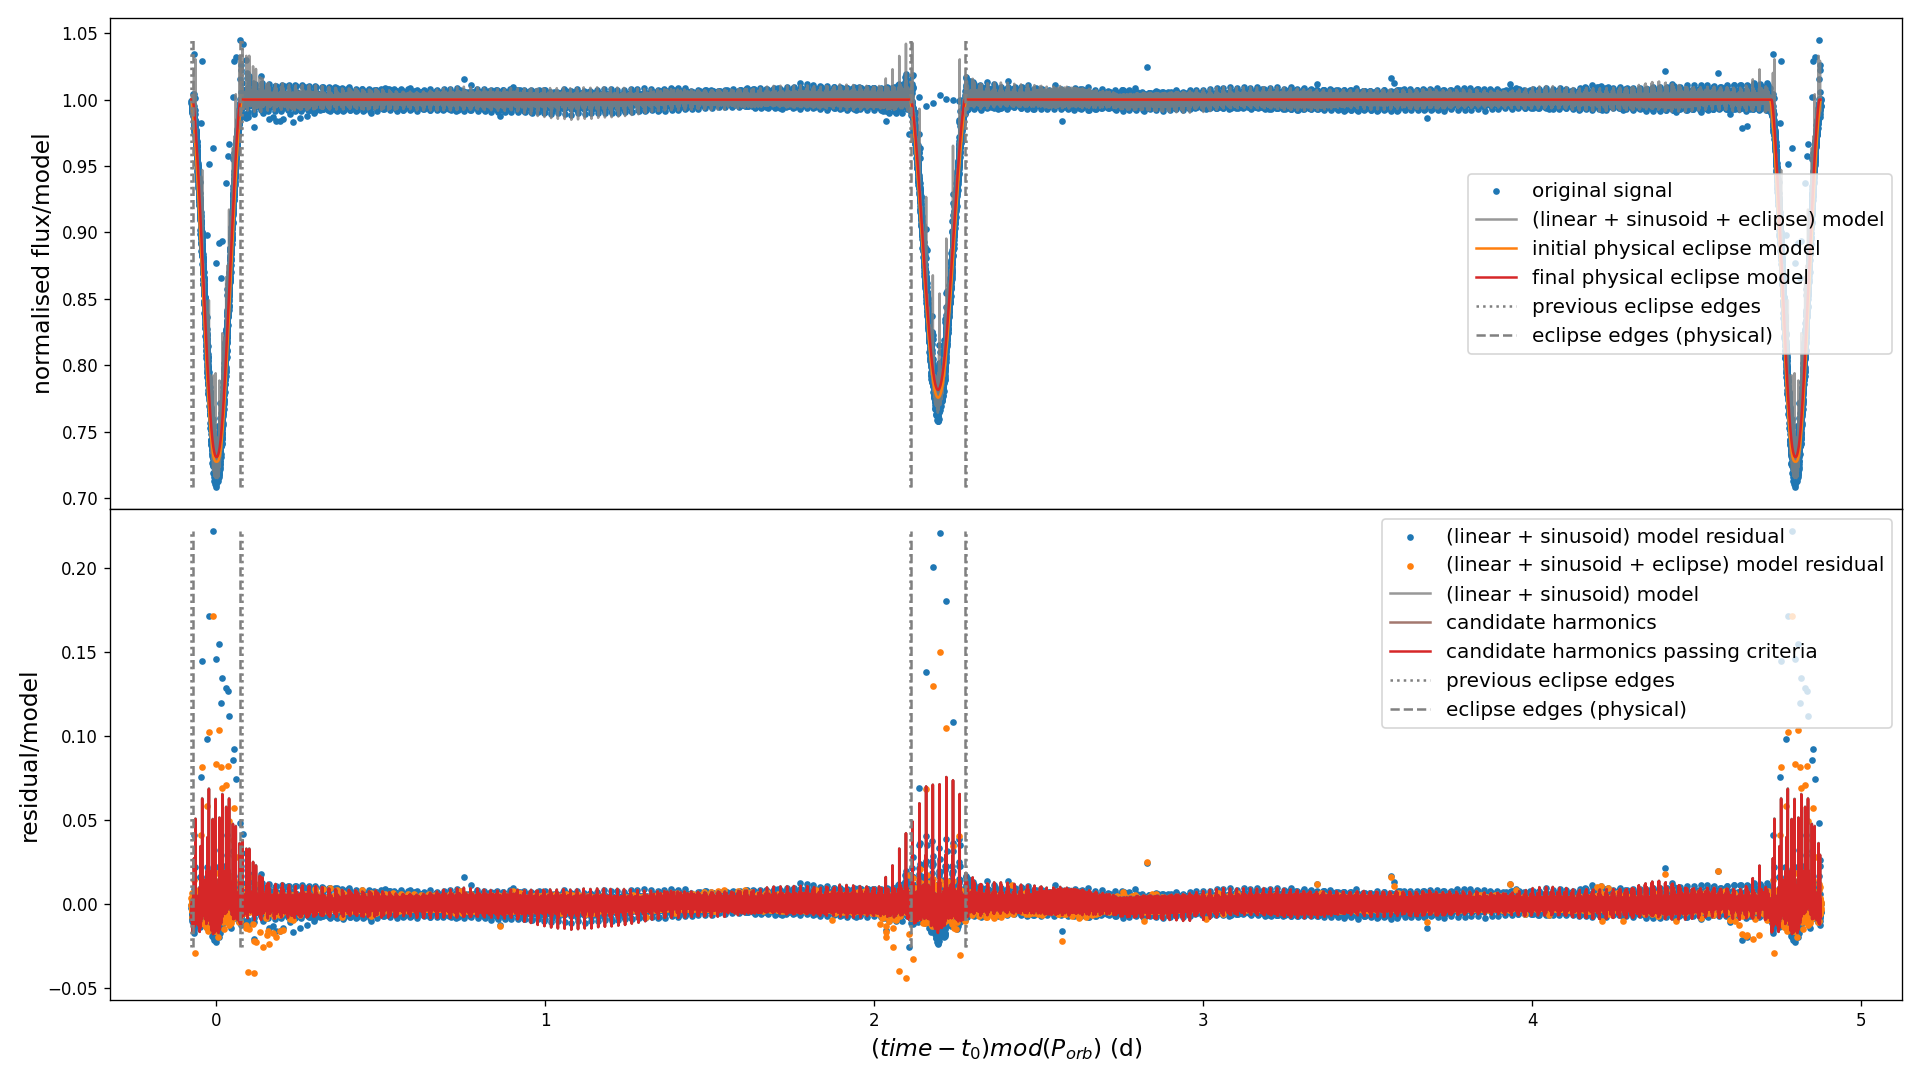 1.05
1.00
0.95
0.90
0.85
0.80
0.75
0.70
normalised flux/model
original signal
(linear + sinusoid + eclipse) model
initial physical eclipse model
final physical eclipse model
previous eclipse edges
eclipse edges (physical)
0.20
0.15
0.10
0.05
0.00
−0.05
residual/model
(linear + sinusoid) model residual
(linear + sinusoid + eclipse) model residual
(linear + sinusoid) model
candidate harmonics
candidate harmonics passing criteria
previous eclipse edges
eclipse edges (physical)
0 1 2 3 4 5
(time − t₀)mod(P_orb) (d)